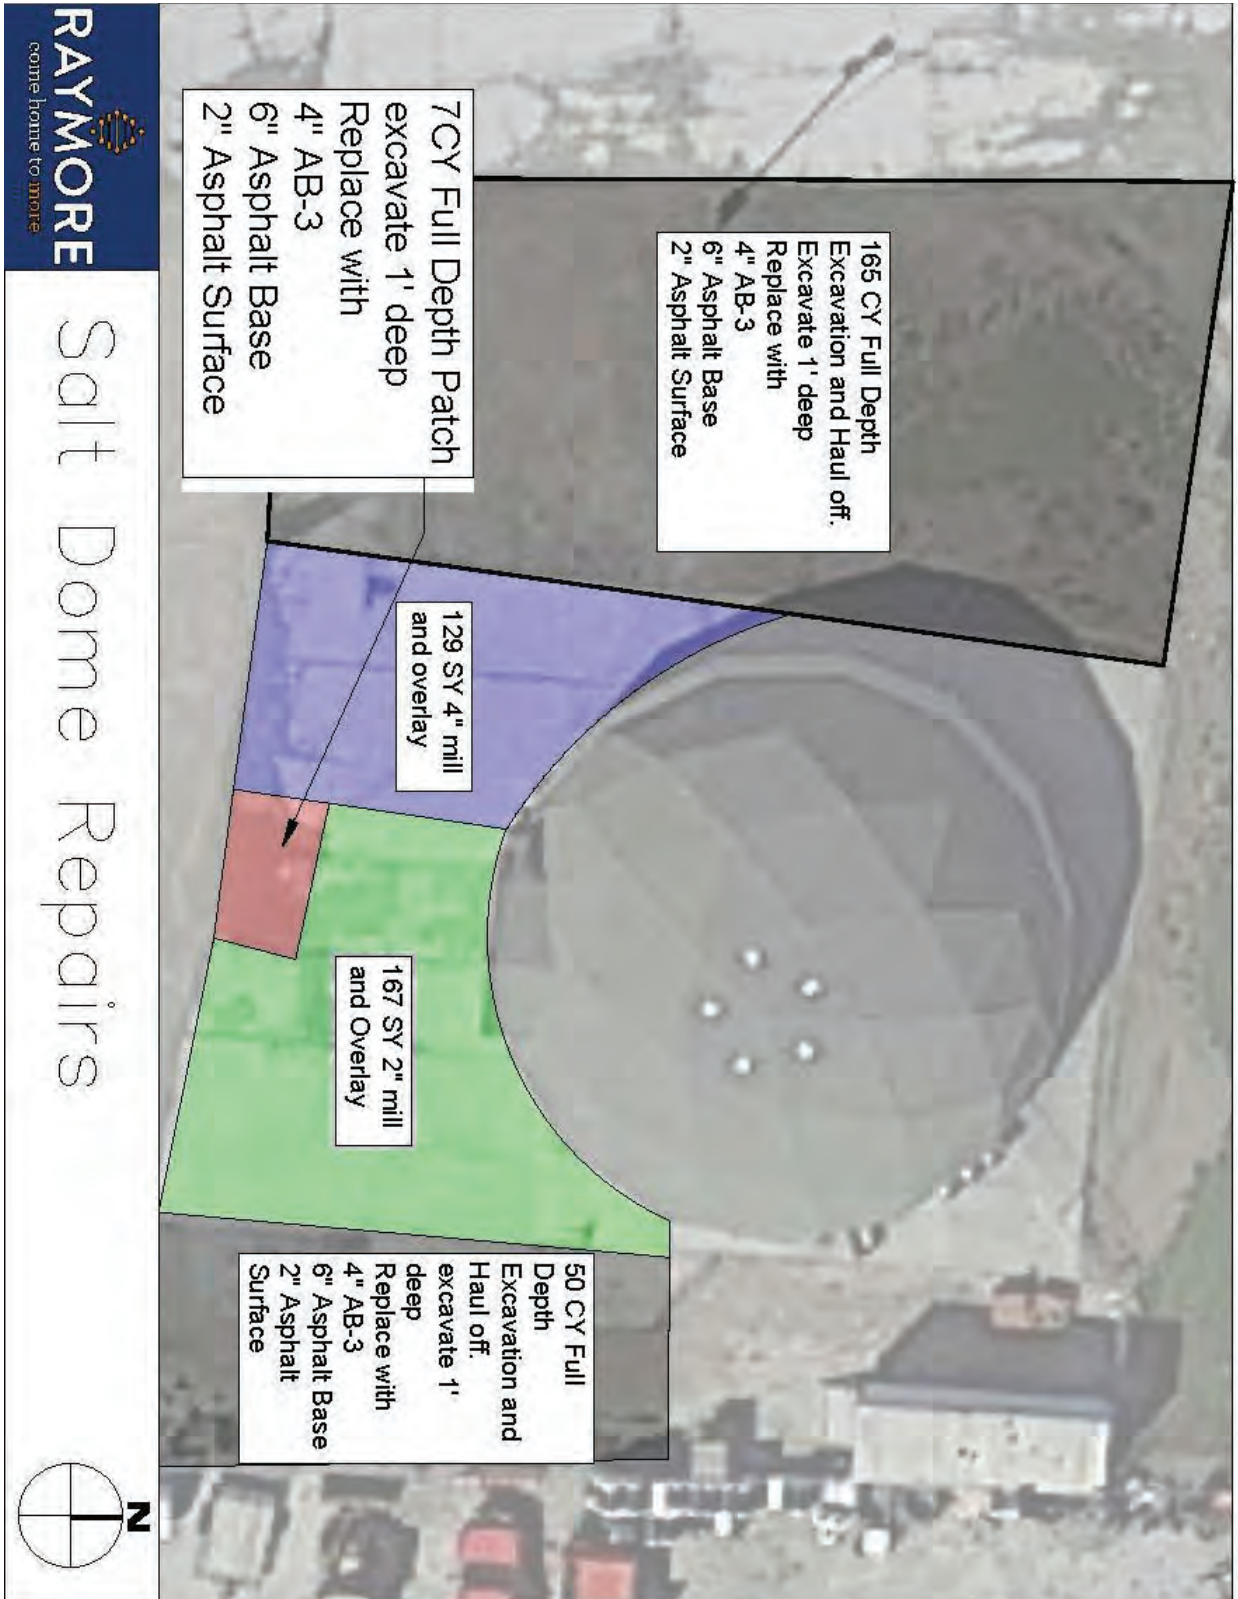 165 CY Full Depth
Excavation and Haul off.
Excavate 1' deep
Replace with
4" AB-3
6" Asphalt Base
2" Asphalt Surface
7CY Full Depth Patch
excavate 1' deep
Replace with
4" AB-3
6" Asphalt Base
2" Asphalt Surface
129 SY 4" mill
and overlay
167 SY 2" mill
and Overlay
50 CY Full
Depth
Excavation and
Haul off.
excavate 1'
deep
Replace with
4" AB-3
6" Asphalt Base
2" Asphalt
Surface
RAYMORE
come home to more
Salt Dome Repairs
N